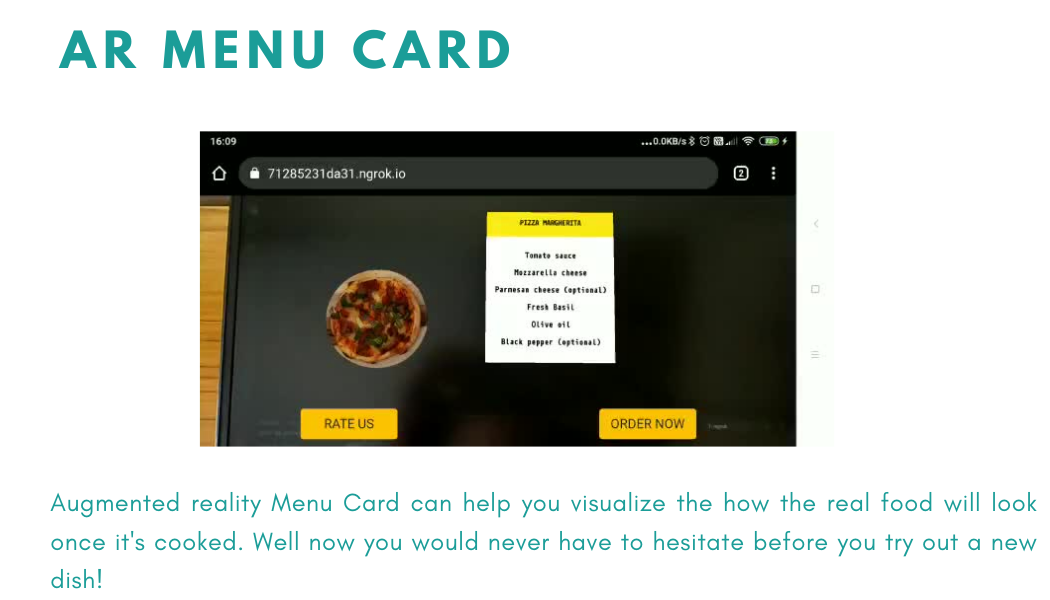 AR MENU CARD
16:09
...0.0KB/s
71285231da31.ngrok.io
2
PIZZA MARGHERITA
Tomato sauce
Mozzarella cheese
Parmesan cheese (optional)
Fresh Basil
Olive oil
Black pepper (optional)
RATE US
ORDER NOW
Augmented reality Menu Card can help you visualize the how the real food will look
once it's cooked. Well now you would never have to hesitate before you try out a new
dish!